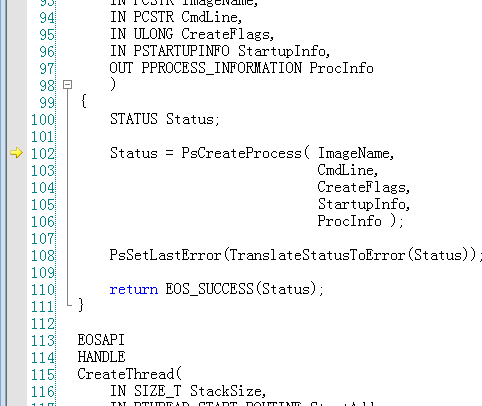 93 IN PCSTR ImageName,
94 IN PCSTR CmdLine,
95 IN ULONG CreateFlags,
96 IN PSTARTUPINFO StartupInfo,
97 OUT PPROCESS_INFORMATION ProcInfo
98 )
99 {
100 STATUS Status;
101
102 Status = PsCreateProcess( ImageName,
103 CmdLine,
104 CreateFlags,
105 StartupInfo,
106 ProcInfo );
107
108 PsSetLastError(TranslateStatusToError(Status));
109
110 return EOS_SUCCESS(Status);
111 }
112
113 EOSAPI
114 HANDLE
115 CreateThread(
116 IN SIZE_T StackSize,
117 IN PTHREAD_START_ROUTINE